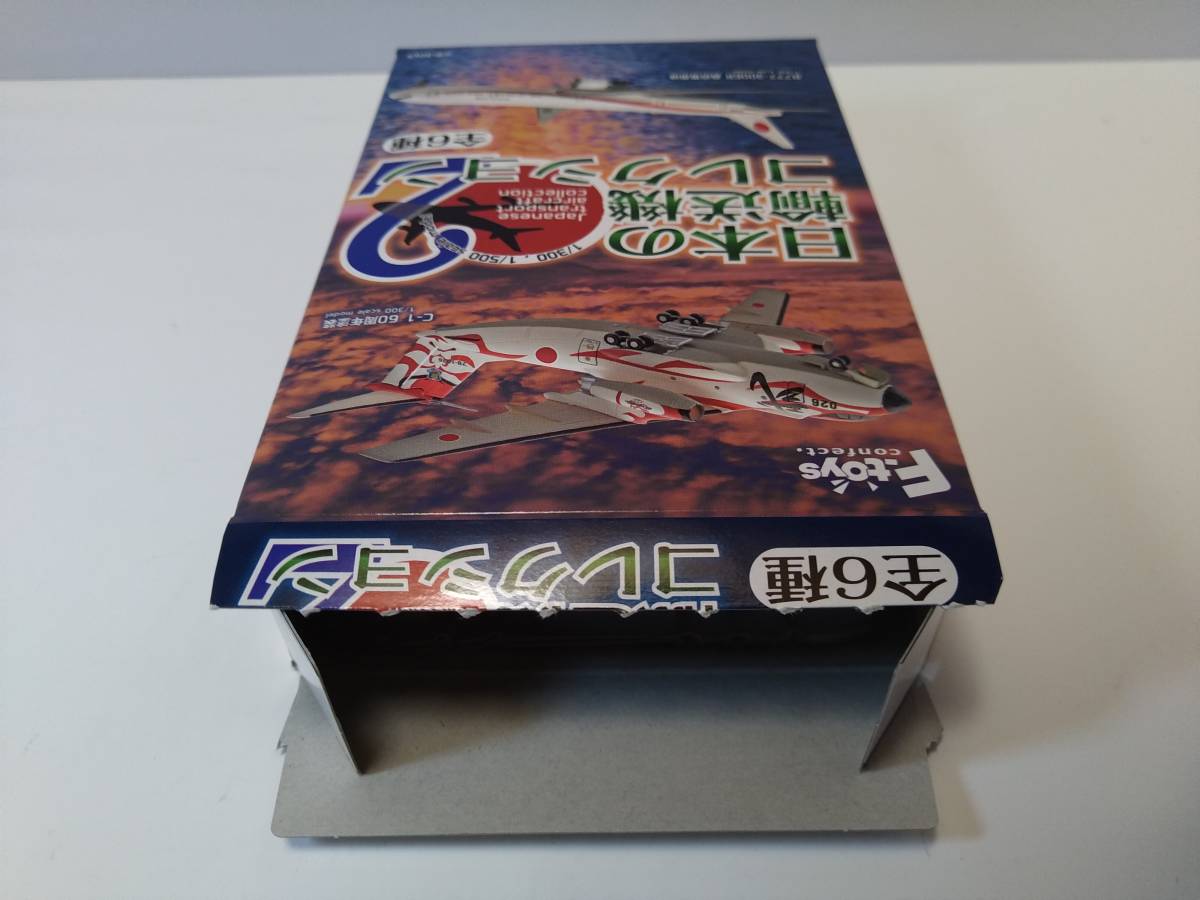 全6種
コレクション
F-toys
confect.
026
C-1 60周年塗装
1/300 scale model
日本の
輸送機
コレクション
2
1/300, 1/500
Japanese
transport
aircraft
collection
全6種